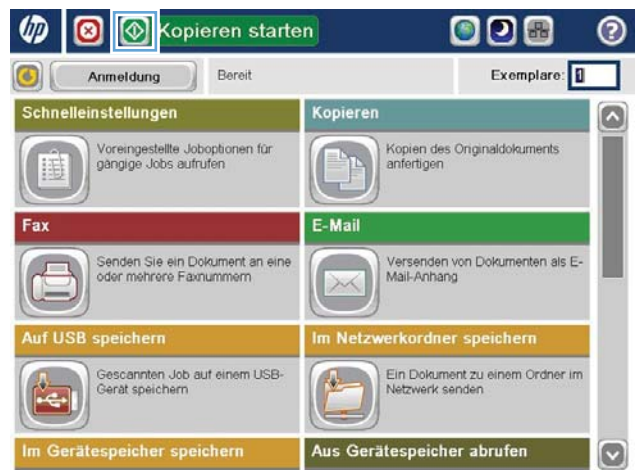 hp
Kopieren starten
?
Anmeldung
Bereit
Exemplare: 1
Schnelleinstellungen
Voreingestellte Joboptionen für
gängige Jobs aufrufen
Kopieren
Kopien des Originaldokuments
anfertigen
Fax
Senden Sie ein Dokument an eine
oder mehrere Faxnummern
E-Mail
Versenden von Dokumenten als E-
Mail-Anhang
Auf USB speichern
Gescannten Job auf einem USB-
Gerät speichern
Im Netzwerkordner speichern
Ein Dokument zu einem Ordner im
Netzwerk senden
Im Gerätespeicher speichern
Aus Gerätespeicher abrufen